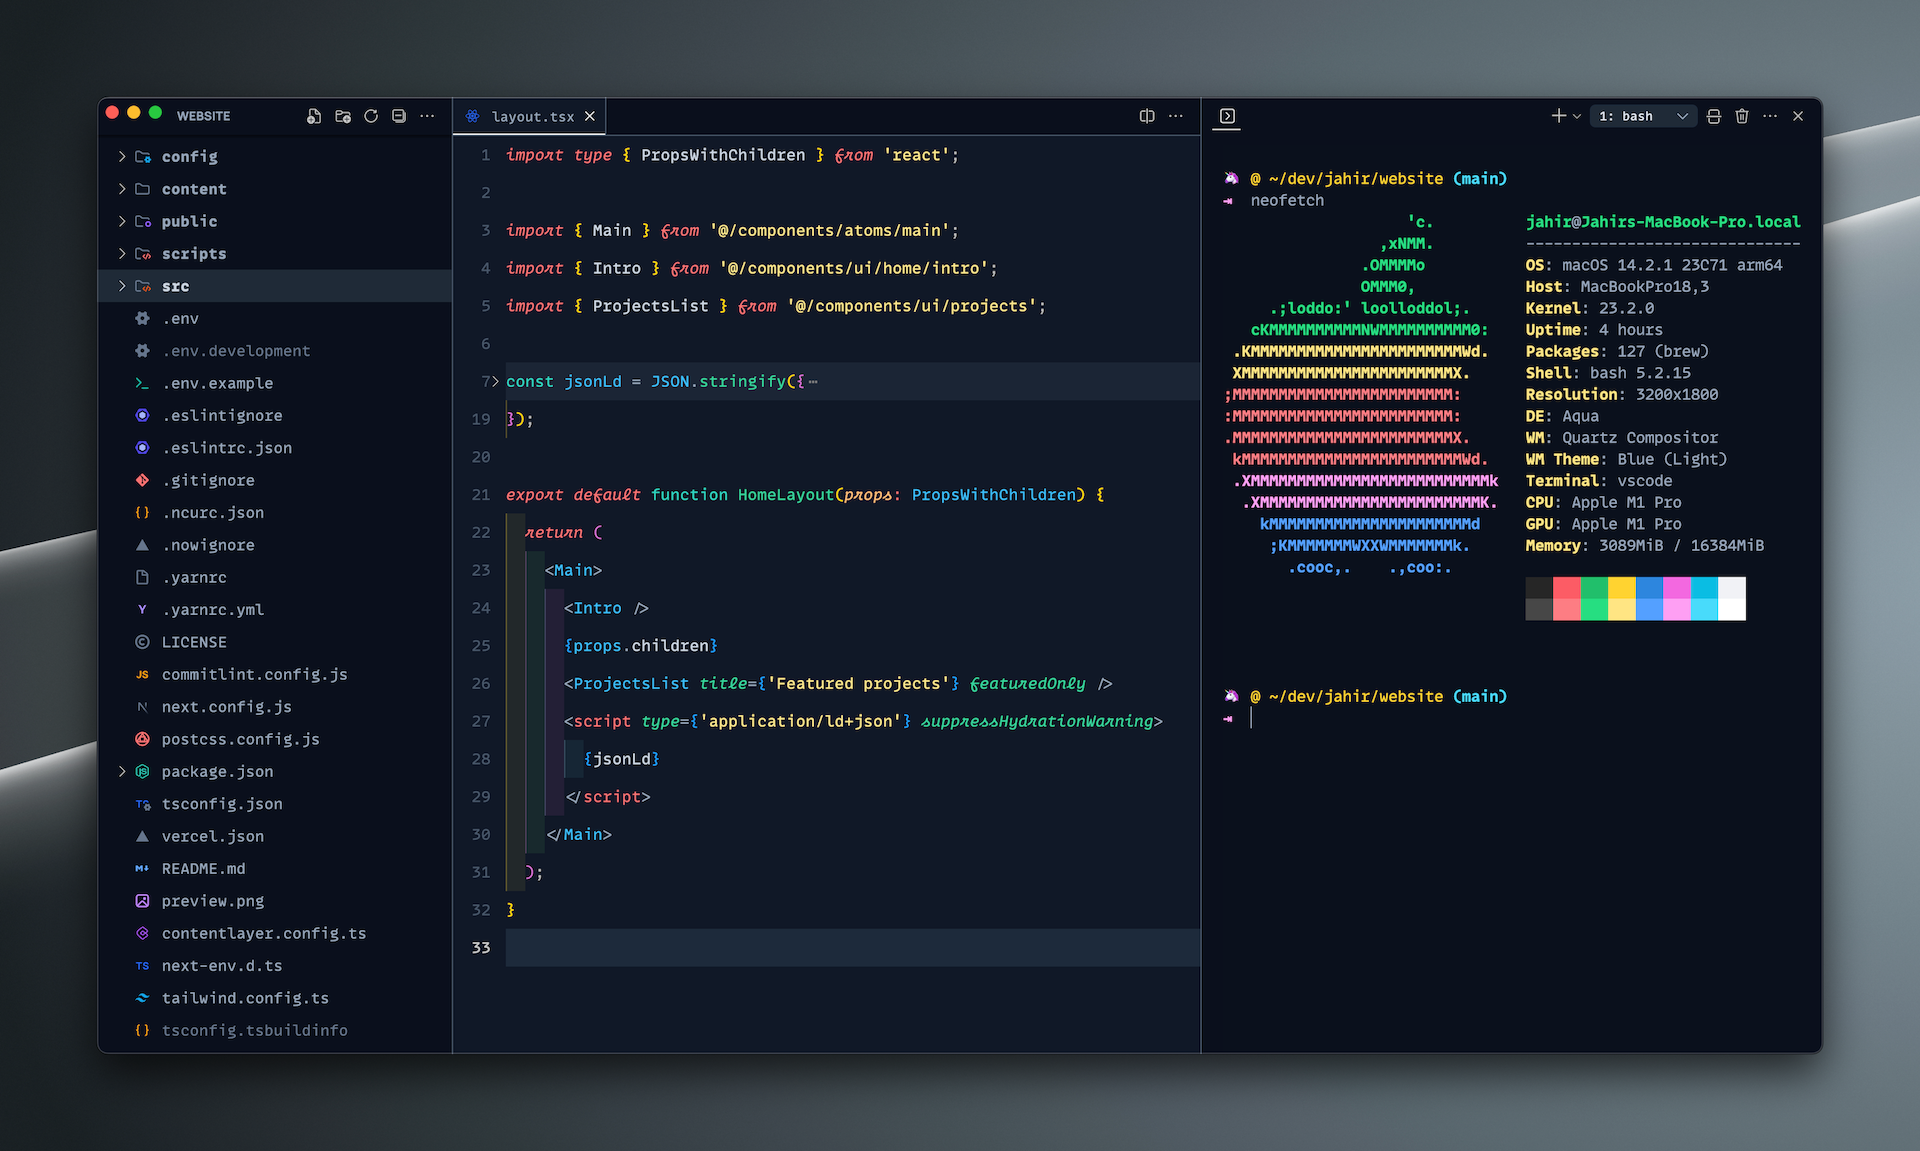 WEBSITE
config
content
public
scripts
src
.env
.env.development
.env.example
.eslintignore
.eslintrc.json
.gitignore
.ncurc.json
.nowignore
.yarnrc
.yarnrc.yml
LICENSE
commitlint.config.js
next.config.js
postcss.config.js
package.json
tsconfig.json
vercel.json
README.md
preview.png
contentlayer.config.ts
next-env.d.ts
tailwind.config.ts
tsconfig.tsbuildinfo
layout.tsx
1 import type { PropsWithChildren } from 'react';
2
3 import { Main } from '@/components/atoms/main';
4 import { Intro } from '@/components/ui/home/intro';
5 import { ProjectsList } from '@/components/ui/projects';
6
7 const jsonLd = JSON.stringify({ ⋯
19 });
20
21 export default function HomeLayout(props: PropsWithChildren) {
22 return (
23 <Main>
24 <Intro />
25 {props.children}
26 <ProjectsList title={'Featured projects'} featuredOnly />
27 <script type={'application/ld+json'} suppressHydrationWarning>
28 {jsonLd}
29 </script>
30 </Main>
31 );
32 }
33
1: bash
🦄 @ ~/dev/jahir/website (main)
neofetch
'c.
,xNMM.
.OMMMMo
OMMM0,
.;loddo:' loolloddol;.
cKMMMMMMMMMMNWMMMMMMMMMM0:
.KMMMMMMMMMMMMMMMMMMMMMMMWd.
XMMMMMMMMMMMMMMMMMMMMMMMX.
;MMMMMMMMMMMMMMMMMMMMMMMM:
:MMMMMMMMMMMMMMMMMMMMMMMM:
.MMMMMMMMMMMMMMMMMMMMMMMMX.
kMMMMMMMMMMMMMMMMMMMMMMMMWd.
.XMMMMMMMMMMMMMMMMMMMMMMMMMMk
.XMMMMMMMMMMMMMMMMMMMMMMMMK.
kMMMMMMMMMMMMMMMMMMMMMMd
;KMMMMMMMWXXWMMMMMMMk.
.cooc,. .,coo:.
jahir@Jahirs-MacBook-Pro.local
------------------------------
OS: macOS 14.2.1 23C71 arm64
Host: MacBookPro18,3
Kernel: 23.2.0
Uptime: 4 hours
Packages: 127 (brew)
Shell: bash 5.2.15
Resolution: 3200x1800
DE: Aqua
WM: Quartz Compositor
WM Theme: Blue (Light)
Terminal: vscode
CPU: Apple M1 Pro
GPU: Apple M1 Pro
Memory: 3089MiB / 16384MiB
🦄 @ ~/dev/jahir/website (main)